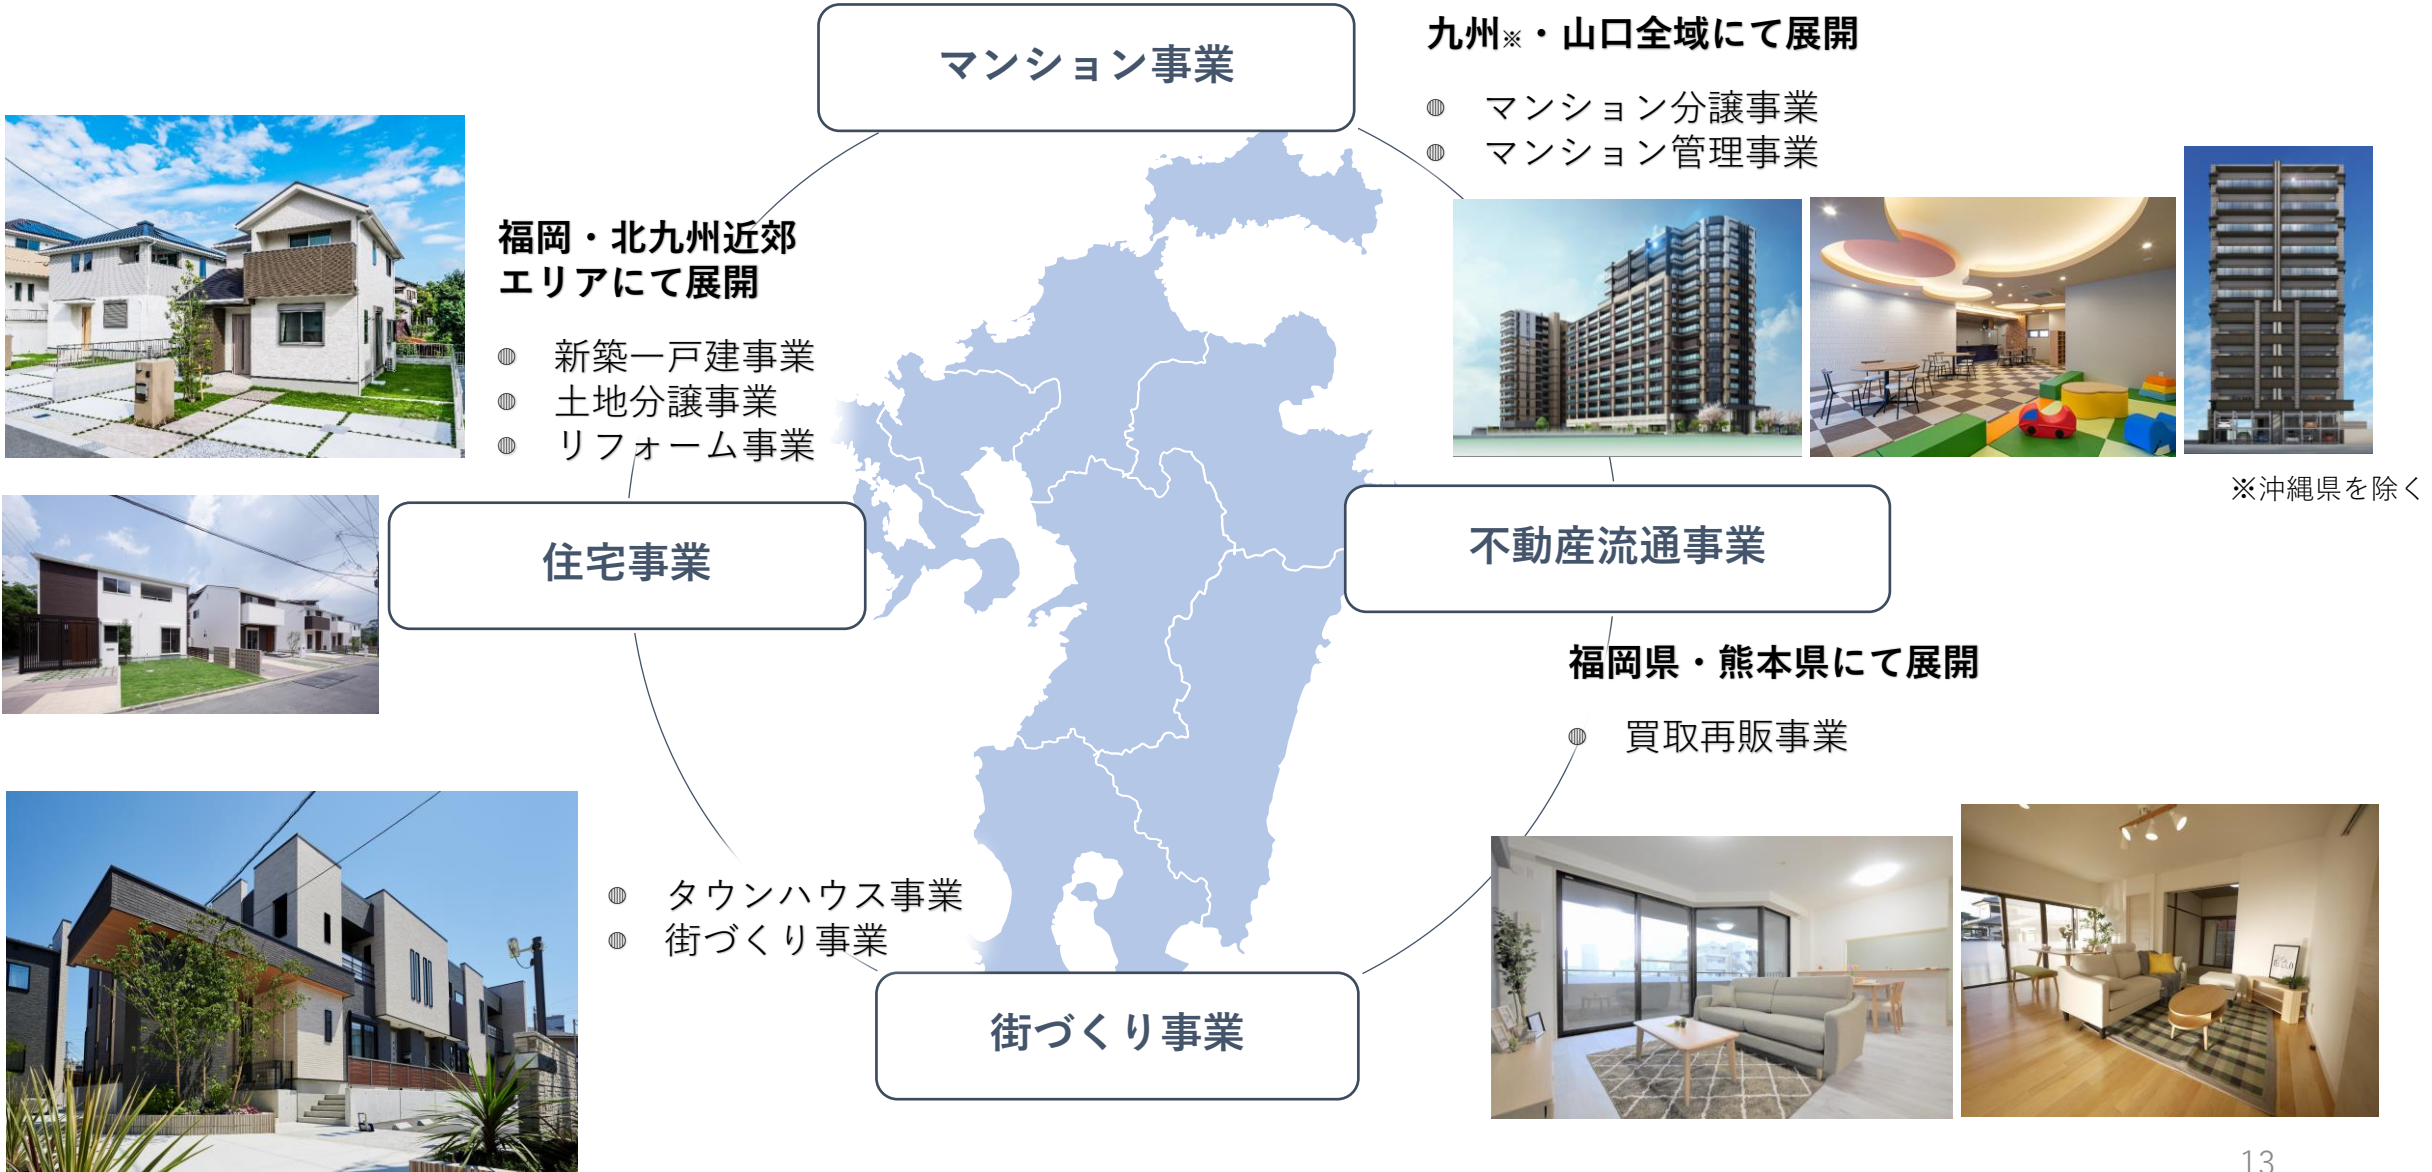 マンション事業
九州※・山口全域にて展開
マンション分譲事業
マンション管理事業
※沖縄県を除く
福岡・北九州近郊
エリアにて展開
新築一戸建事業
土地分譲事業
リフォーム事業
住宅事業
不動産流通事業
福岡県・熊本県にて展開
買取再販事業
タウンハウス事業
街づくり事業
街づくり事業
13